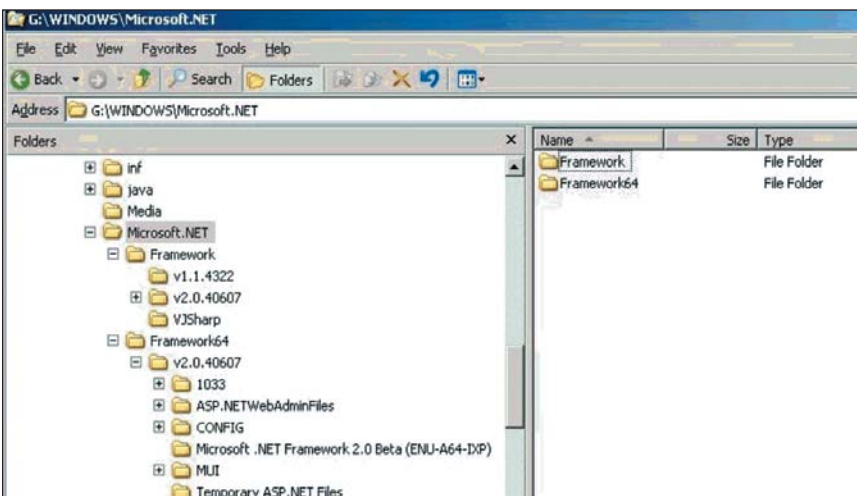 G:\WINDOWS\Microsoft.NET
File Edit View Favorites Tools Help
Back Search Folders
Address G:\WINDOWS\Microsoft.NET
Folders x
inf
java
Media
Microsoft.NET
Framework
v1.1.4322
v2.0.40607
VJSharp
Framework64
v2.0.40607
1033
ASP.NETWebAdminFiles
CONFIG
Microsoft .NET Framework 2.0 Beta (ENU-A64-IXP)
MUI
Temporary ASP.NET Files
Name Size Type
Framework File Folder
Framework64 File Folder